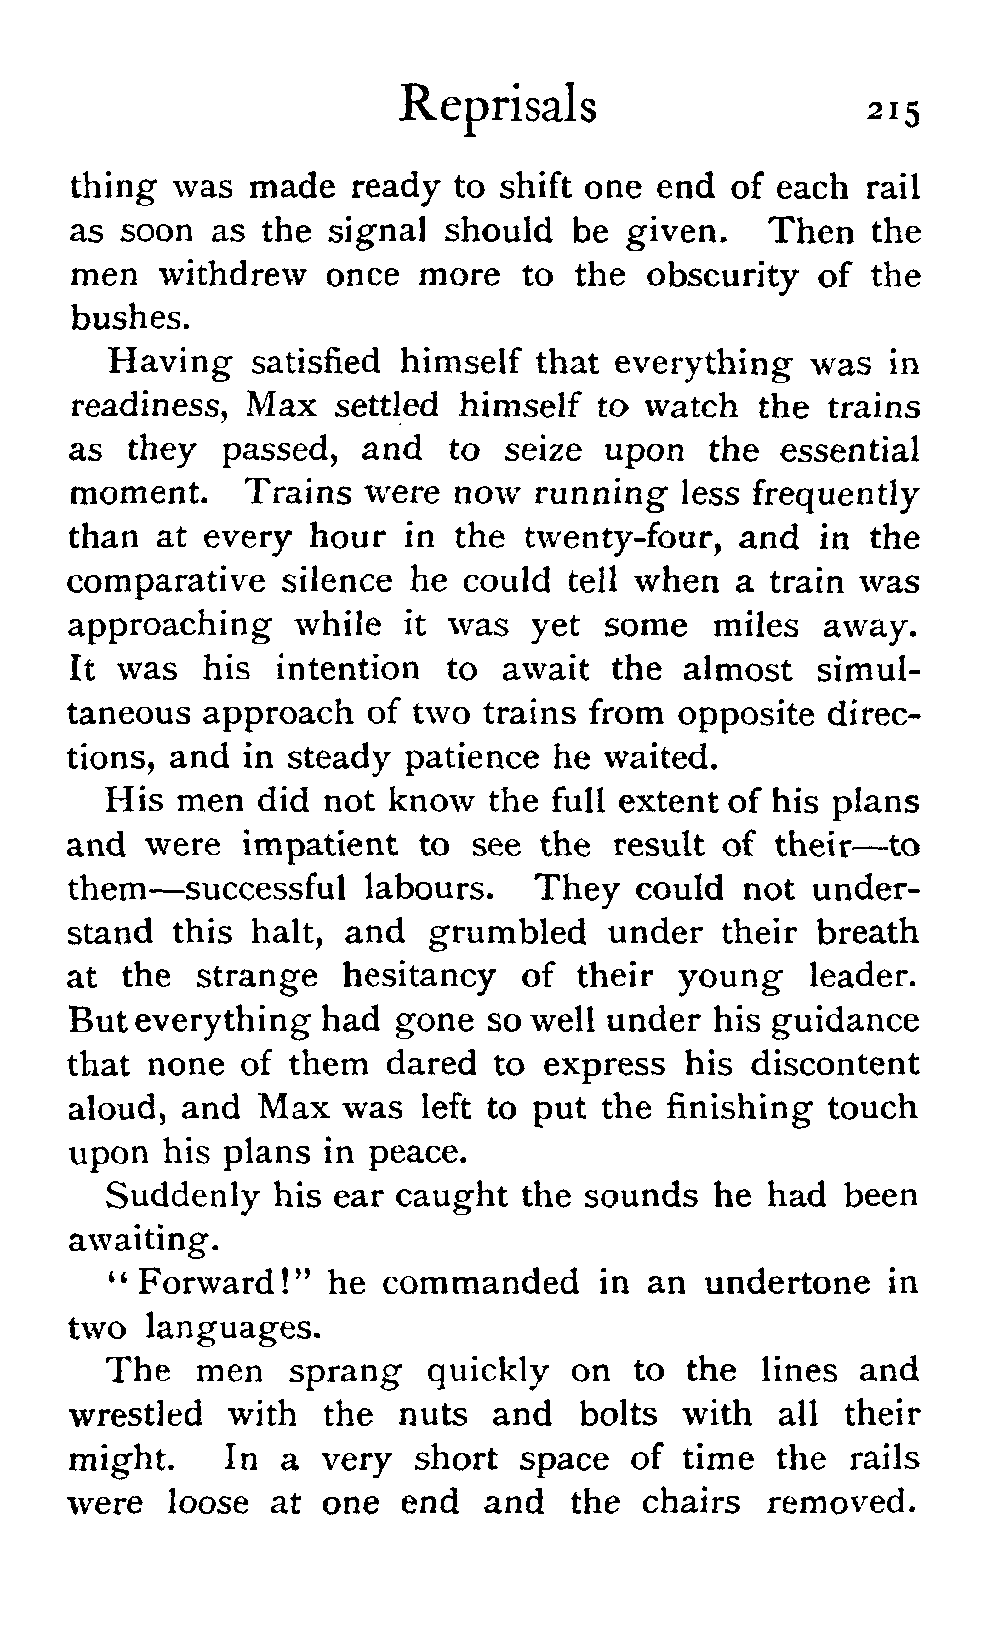 Reprisals 215
thing was made ready to shift one end of each rail
as soon as the signal should be given. Then the
men withdrew once more to the obscurity of the
bushes.
Having satisfied himself that everything was in
readiness, Max settled himself to watch the trains
as they passed, and to seize upon the essential
moment. Trains were now running less frequently
than at every hour in the twenty-four, and in the
comparative silence he could tell when a train was
approaching while it was yet some miles away.
It was his intention to await the almost simul-
taneous approach of two trains from opposite direc-
tions, and in steady patience he waited.
His men did not know the full extent of his plans
and were impatient to see the result of their—to
them—successful labours. They could not under-
stand this halt, and grumbled under their breath
at the strange hesitancy of their young leader.
But everything had gone so well under his guidance
that none of them dared to express his discontent
aloud, and Max was left to put the finishing touch
upon his plans in peace.
Suddenly his ear caught the sounds he had been
awaiting.
“Forward!” he commanded in an undertone in
two languages.
The men sprang quickly on to the lines and
wrestled with the nuts and bolts with all their
might. In a very short space of time the rails
were loose at one end and the chairs removed.